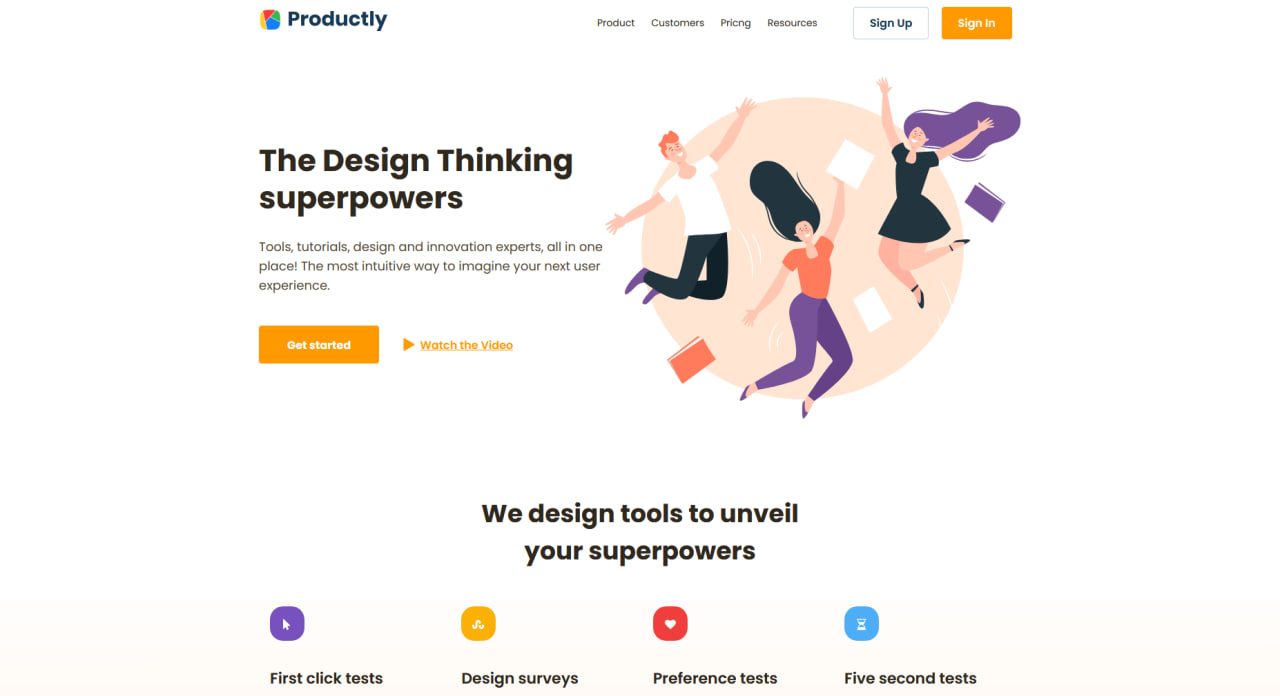 Productly
Product
Customers
Pricng
Resources
Sign Up
Sign In
The Design Thinking
superpowers
Tools, tutorials, design and innovation experts, all in one
place! The most intuitive way to imagine your next user
experience.
Get started
Watch the Video
We design tools to unveil
your superpowers
First click tests
Design surveys
Preference tests
Five second tests